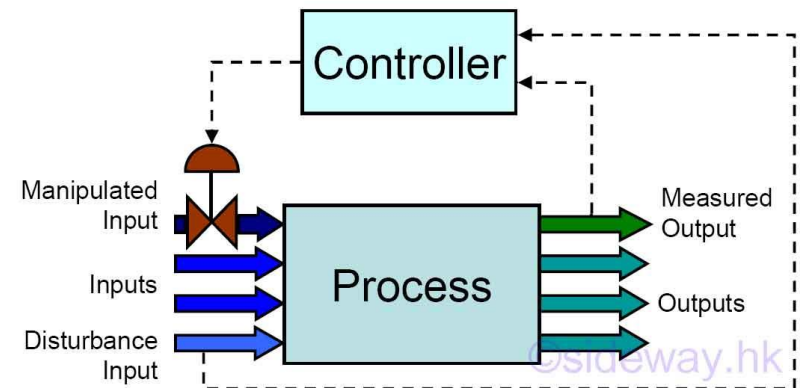 Controller
Manipulated
Input
Measured
Output
Inputs
Process
Outputs
Disturbance
Input
©sideway.hk